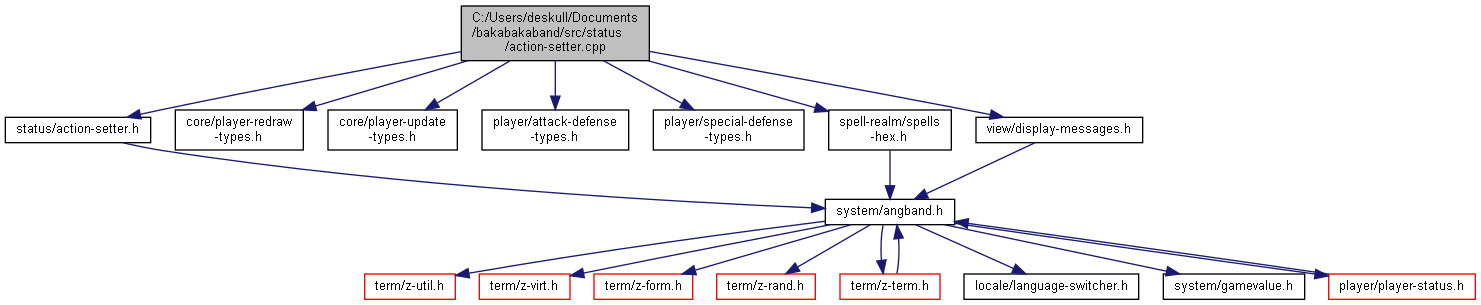 C:/Users/deskull/Documents
/bakabakaband/src/status
/action-setter.cpp
status/action-setter.h
core/player-redraw
-types.h
core/player-update
-types.h
player/attack-defense
-types.h
player/special-defense
-types.h
spell-realm/spells
-hex.h
view/display-messages.h
system/angband.h
term/z-util.h
term/z-virt.h
term/z-form.h
term/z-rand.h
term/z-term.h
locale/language-switcher.h
system/gamevalue.h
player/player-status.h